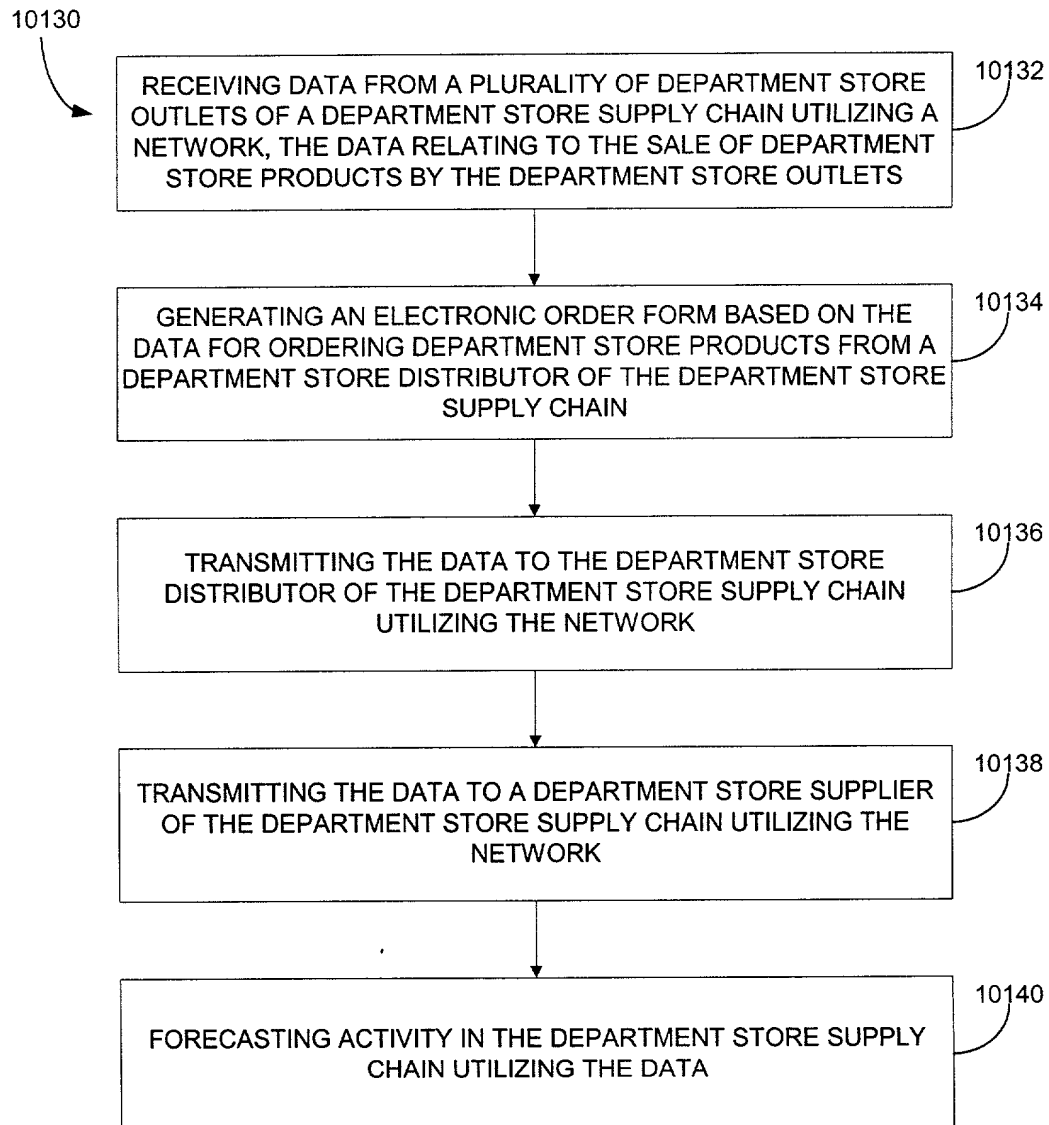 10130
RECEIVING DATA FROM A PLURALITY OF DEPARTMENT STORE
OUTLETS OF A DEPARTMENT STORE SUPPLY CHAIN UTILIZING A
NETWORK, THE DATA RELATING TO THE SALE OF DEPARTMENT
STORE PRODUCTS BY THE DEPARTMENT STORE OUTLETS
10132
GENERATING AN ELECTRONIC ORDER FORM BASED ON THE
DATA FOR ORDERING DEPARTMENT STORE PRODUCTS FROM A
DEPARTMENT STORE DISTRIBUTOR OF THE DEPARTMENT STORE
SUPPLY CHAIN
10134
TRANSMITTING THE DATA TO THE DEPARTMENT STORE
DISTRIBUTOR OF THE DEPARTMENT STORE SUPPLY CHAIN
UTILIZING THE NETWORK
10136
TRANSMITTING THE DATA TO A DEPARTMENT STORE SUPPLIER
OF THE DEPARTMENT STORE SUPPLY CHAIN UTILIZING THE
NETWORK
10138
FORECASTING ACTIVITY IN THE DEPARTMENT STORE SUPPLY
CHAIN UTILIZING THE DATA
10140